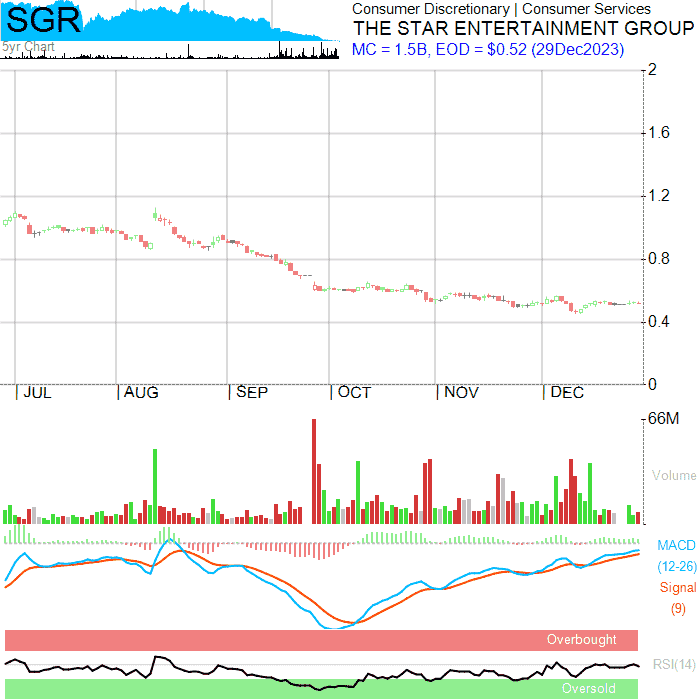 SGR
5yr Chart
Consumer Discretionary | Consumer Services
THE STAR ENTERTAINMENT GROUP
MC = 1.5B, EOD = $0.52 (29Dec2023)
2
1.6
1.2
0.8
0.4
0
JUL
AUG
SEP
OCT
NOV
DEC
66M
Volume
MACD
(12-26)
Signal
(9)
Overbought
RSI(14)
Oversold